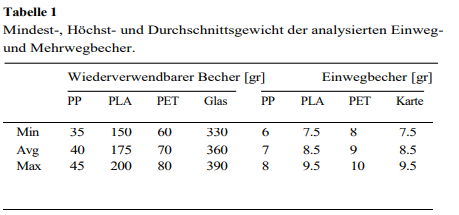 Tabelle 1
Mindest-, Höchst- und Durchschnittsgewicht der analysierten Einweg-
und Mehrwegbecher.
Wiederverwendbarer Becher [gr] Einwegbecher [gr]
PP PLA PET Glas PP PLA PET Karte
Min 35 150 60 330 6 7.5 8 7.5
Avg 40 175 70 360 7 8.5 9 8.5
Max 45 200 80 390 8 9.5 10 9.5